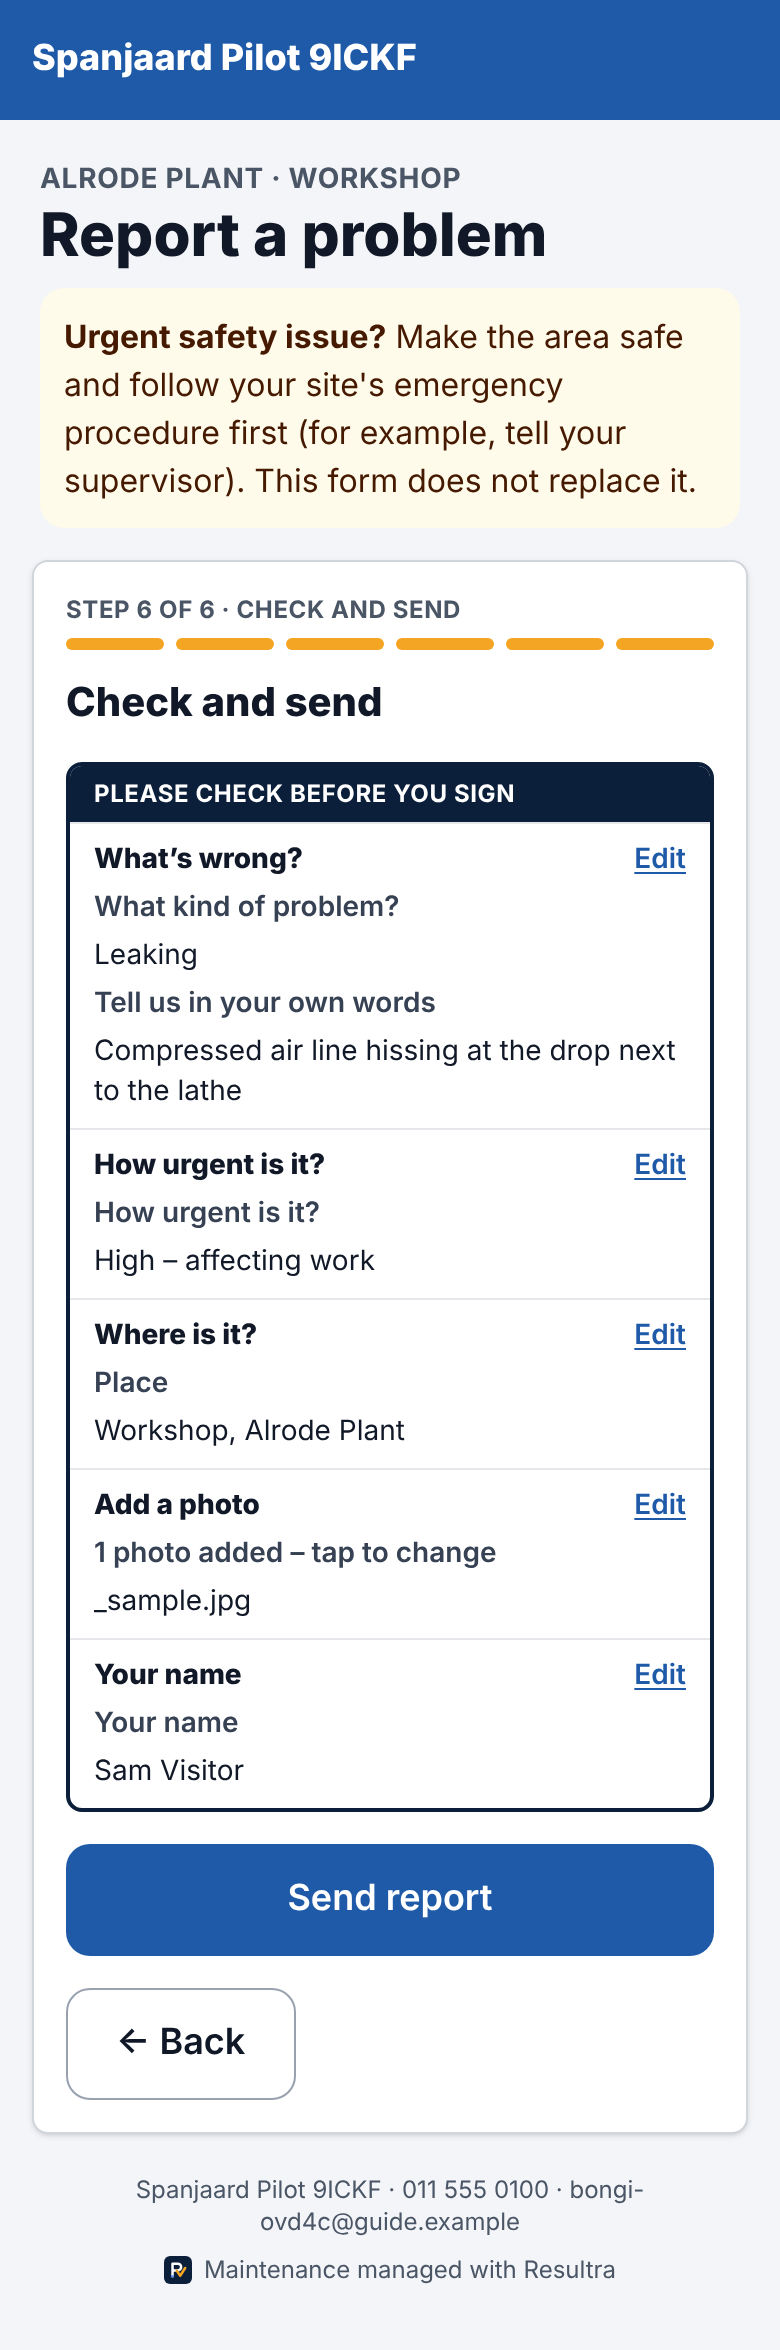 Spanjaard Pilot 9ICKF
ALRODE PLANT · WORKSHOP
Report a problem
Urgent safety issue? Make the area safe
and follow your site's emergency
procedure first (for example, tell your
supervisor). This form does not replace it.
STEP 6 OF 6 · CHECK AND SEND
Check and send
PLEASE CHECK BEFORE YOU SIGN
What’s wrong? Edit
What kind of problem?
Leaking
Tell us in your own words
Compressed air line hissing at the drop next
to the lathe
How urgent is it? Edit
How urgent is it?
High – affecting work
Where is it? Edit
Place
Workshop, Alrode Plant
Add a photo Edit
1 photo added – tap to change
_sample.jpg
Your name Edit
Your name
Sam Visitor
Send report
← Back
Spanjaard Pilot 9ICKF · 011 555 0100 · bongi-
ovd4c@guide.example
Maintenance managed with Resultra